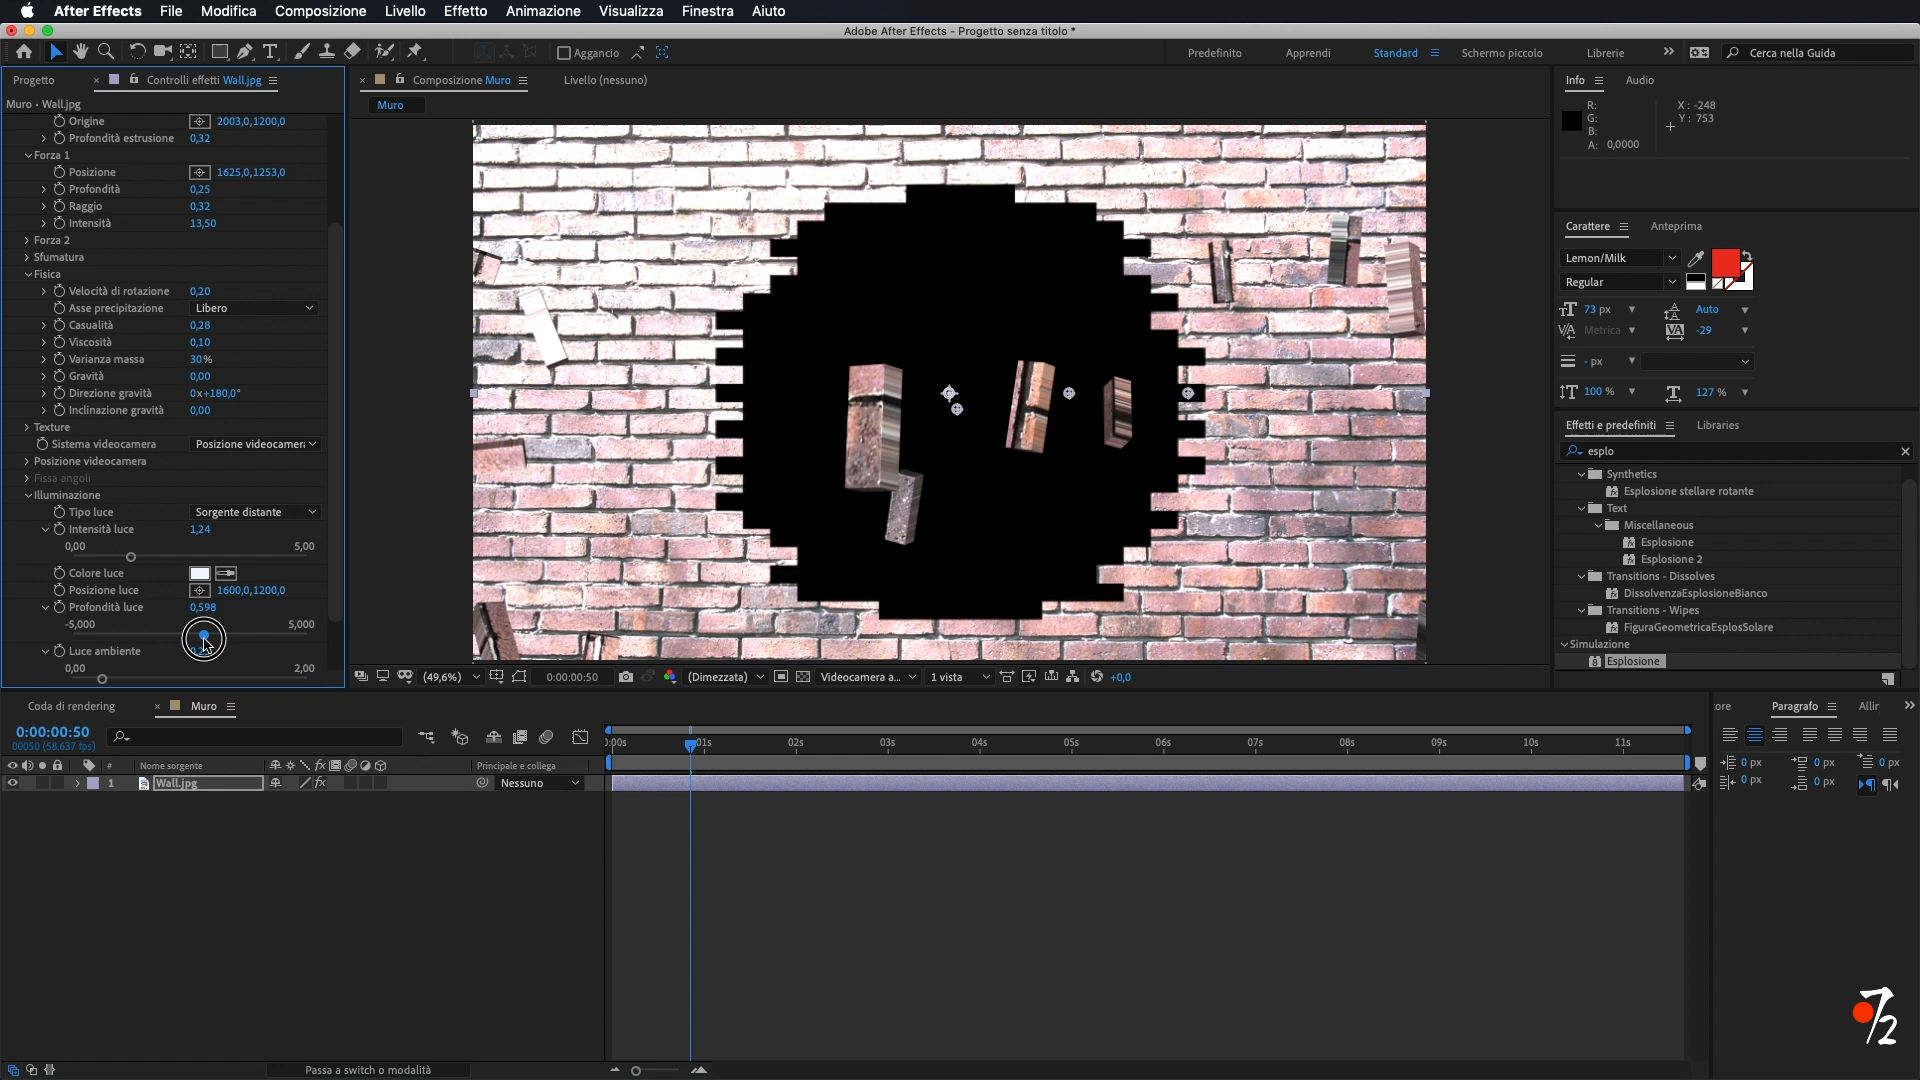 After Effects File Modifica Composizione Livello Effetto Animazione Visualizza Finestra Aiuto
Adobe After Effects - Progetto senza titolo *
Aggancio Predefinito Apprendi Standard Schermo piccolo Librerie Cerca nella Guida
Progetto Controlli effetti Wall.jpg
Muro • Wall.jpg
Origine 2003,0,1200,0
Profondità estrusione 0,32
Forza 1
Posizione 1625,0,1253,0
Profondità 0,25
Raggio 0,32
Intensità 13,50
Forza 2
Sfumatura
Fisica
Velocità di rotazione 0,20
Asse precipitazione Libero
Casualità 0,28
Viscosità 0,10
Varianza massa 30%
Gravità 0,00
Direzione gravità 0x+180,0°
Inclinazione gravità 0,00
Texture
Sistema videocamera Posizione videocamera
Posizione videocamera
Fissa angoli
Illuminazione
Tipo luce Sorgente distante
Intensità luce 1,24
0,00 5,00
Colore luce
Posizione luce 1600,0,1200,0
Profondità luce 0,598
-5,000 5,000
Luce ambiente
0,00 2,00
Composizione Muro Livello (nessuno)
Muro
(49,6%) 0:00:00:50 (Dimezzata) Videocamera a... 1 vista +0,0
Info Audio
R: X: -248
G: Y: 753
B:
A: 0,0000
Carattere Anteprima
Lemon/Milk
Regular
73 px Auto
Metrica -29
- px
100 % 127 %
Effetti e predefiniti Libraries
esplo
Synthetics
Esplosione stellare rotante
Text
Miscellaneous
Esplosione
Esplosione 2
Transitions - Dissolves
DissolvenzaEsplosioneBianco
Transitions - Wipes
FiguraGeometricaEsplosSolare
Simulazione
Esplosione
Coda di rendering Muro
0:00:00:50
00050 (58.637 fps)
:00s 01s 02s 03s 04s 05s 06s 07s 08s 09s 10s 11s
# Nome sorgente fx Principale e collega
1 Wall.jpg fx Nessuno
ore Paragrafo Allir
0 px 0 px 0 px
0 px 0 px
Passa a switch o modalità
72